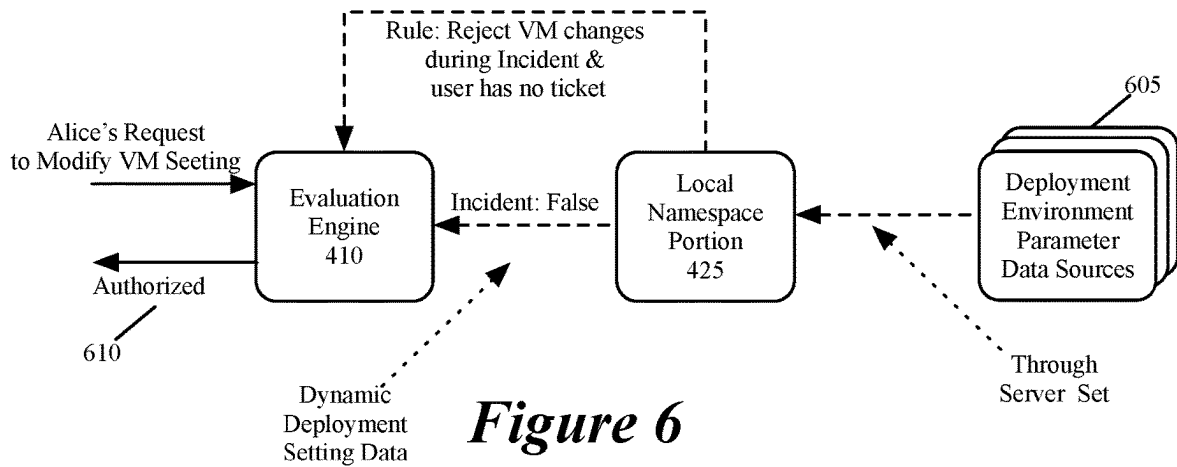 Rule: Reject VM changes
during Incident &
user has no ticket
605
Alice's Request
to Modify VM Seeting
Evaluation
Engine
410
Incident: False
Local
Namespace
Portion
425
Deployment
Environment
Parameter
Data Sources
Authorized
610
Dynamic
Deployment
Setting Data
Through
Server Set
Figure 6